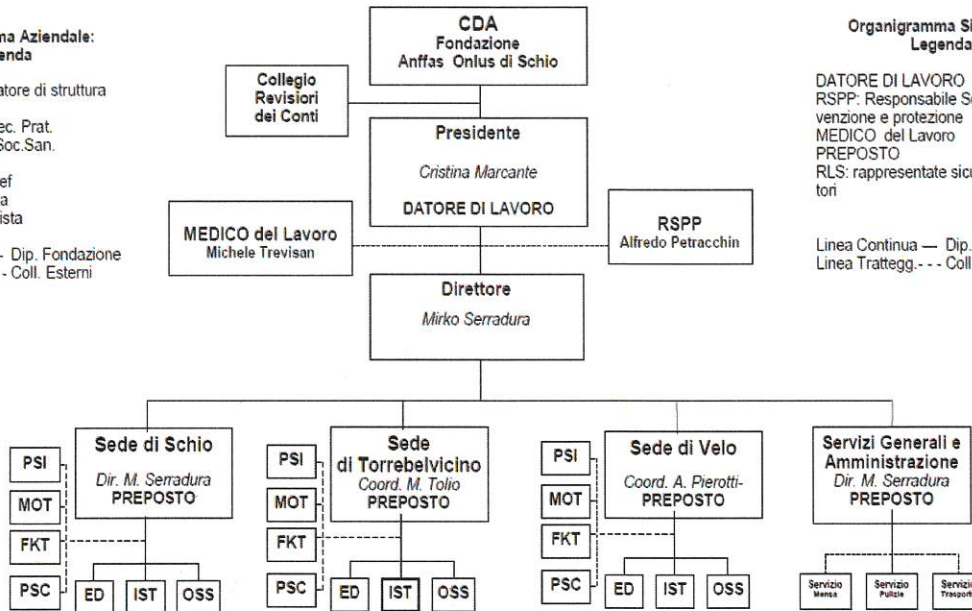 ma Aziendale:
enda
atore di struttura
ec. Prat.
Soc.San.
ef
a
ista
- Dip. Fondazione
- Coll. Esterni
CDA
Fondazione
Anffas Onlus di Schio
Collegio
Revisiori
dei Conti
Presidente
Cristina Marcante
DATORE DI LAVORO
MEDICO del Lavoro
Michele Trevisan
RSPP
Alfredo Petracchin
Direttore
Mirko Serradura
Organigramma Si
Legenda
DATORE DI LAVORO
RSPP: Responsabile Se
venzione e protezione
MEDICO del Lavoro
PREPOSTO
RLS: rappresentate sicu
tori
Linea Continua — Dip.
Linea Trattegg.- - - Coll
PSI
MOT
FKT
PSC
Sede di Schio
Dir. M. Serradura
PREPOSTO
ED
IST
OSS
PSI
MOT
FKT
PSC
Sede
di Torrebelvicino
Coord. M. Tolio
PREPOSTO
ED
IST
OSS
PSI
MOT
FKT
PSC
Sede di Velo
Coord. A. Pierotti-
PREPOSTO
ED
IST
OSS
Servizi Generali e
Amministrazione
Dir. M. Serradura
PREPOSTO
Servizio
Mensa
Servizio
Pulizie
Servizio
Trasport